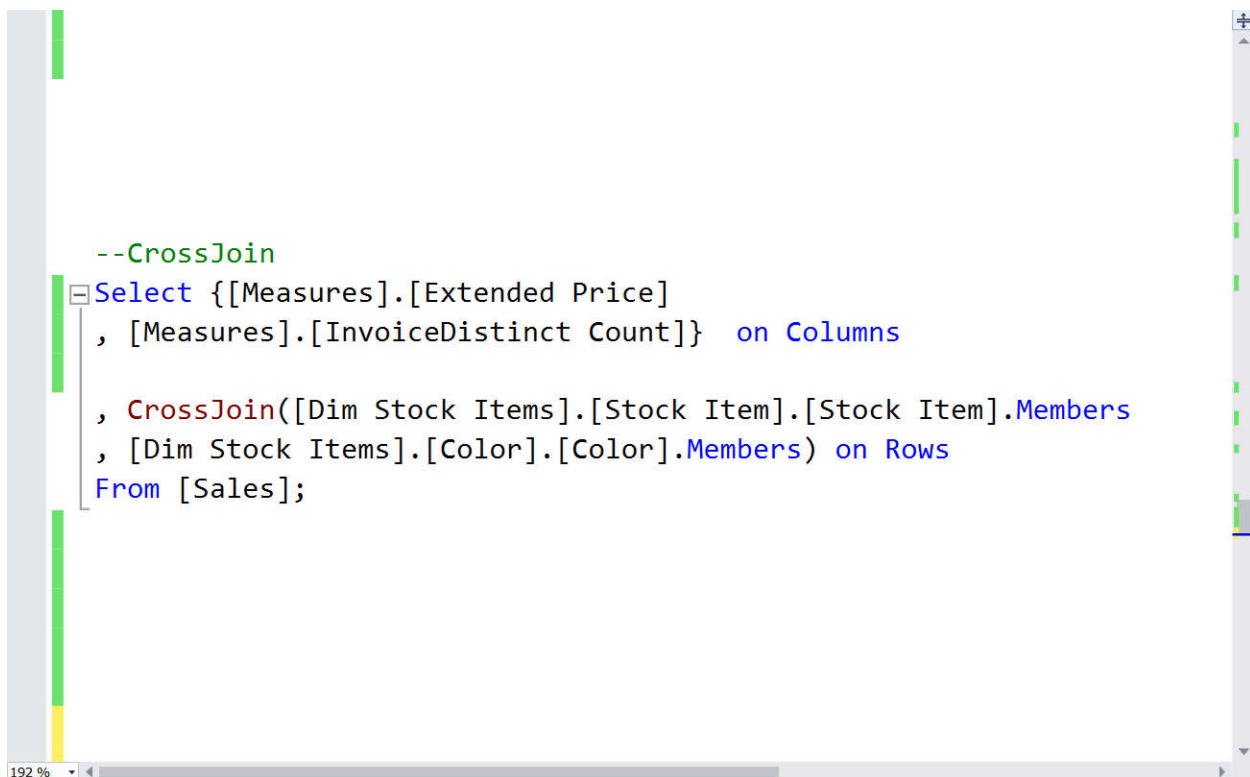 --CrossJoin
Select {[Measures].[Extended Price]
, [Measures].[InvoiceDistinct Count]}  on Columns
, CrossJoin([Dim Stock Items].[Stock Item].[Stock Item].Members
, [Dim Stock Items].[Color].[Color].Members) on Rows
From [Sales];
192 %